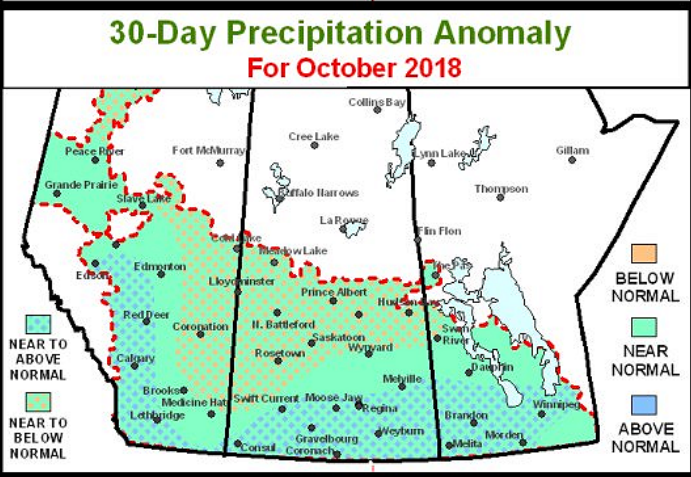 30-Day Precipitation Anomaly
For October 2018
Collins Bay
Cree Lake
Peace River
Fort McMurray
Lynn Lake
Gillam
Grande Prairie
Buffalo Narrows
Thompson
Slave Lake
La Ronge
Flin Flon
Cold Lake
Meadow Lake
Edson
Edmonton
Lloydminster
Prince Albert
Hudson Bay
The Pas
BELOW
NORMAL
Red Deer
Coronation
N. Battleford
Saskatoon
Swan
River
NEAR TO
ABOVE
NORMAL
Rosetown
Wynyard
NEAR
NORMAL
Calgary
Dauphin
Melville
Brooks
Medicine Hat
Swift Current
Moose Jaw
Regina
Winnipeg
Lethbridge
Brandon
NEAR TO
BELOW
NORMAL
Gravelbourg
Weyburn
Morden
ABOVE
NORMAL
Consul
Coronach
Melita